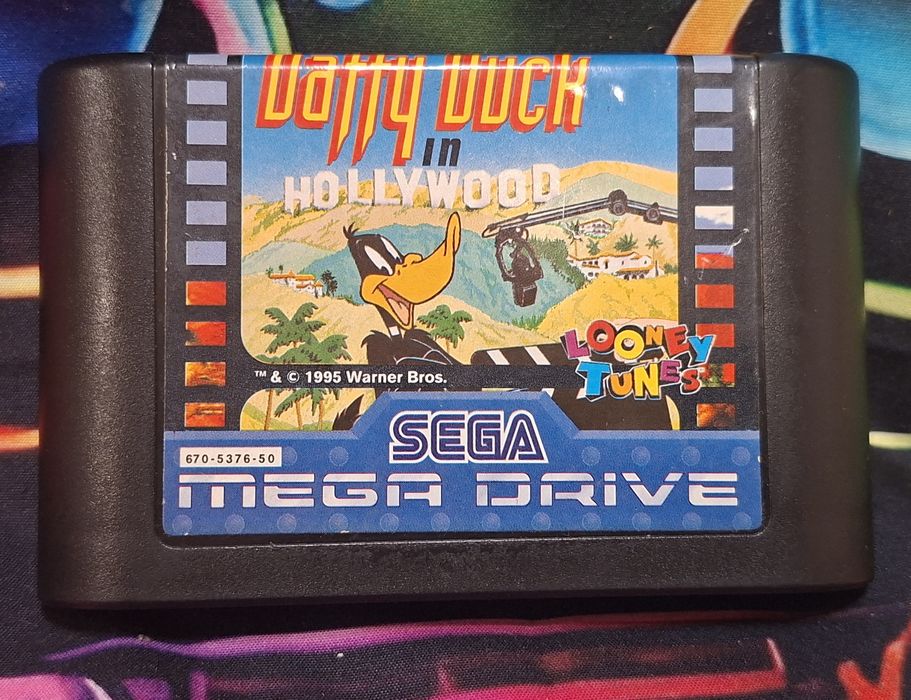 Daffy Duck
in
HOLLYWOOD
LOONEY
TUNES
™ & © 1995 Warner Bros.
SEGA
670-5376-50
MEGA DRIVE